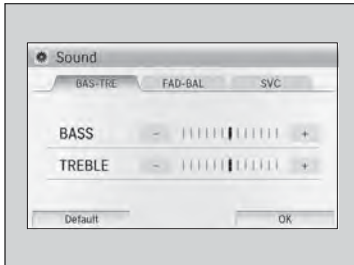 Sound
BAS-TRE FAD-BAL SVC
BASS - +
TREBLE - +
Default OK